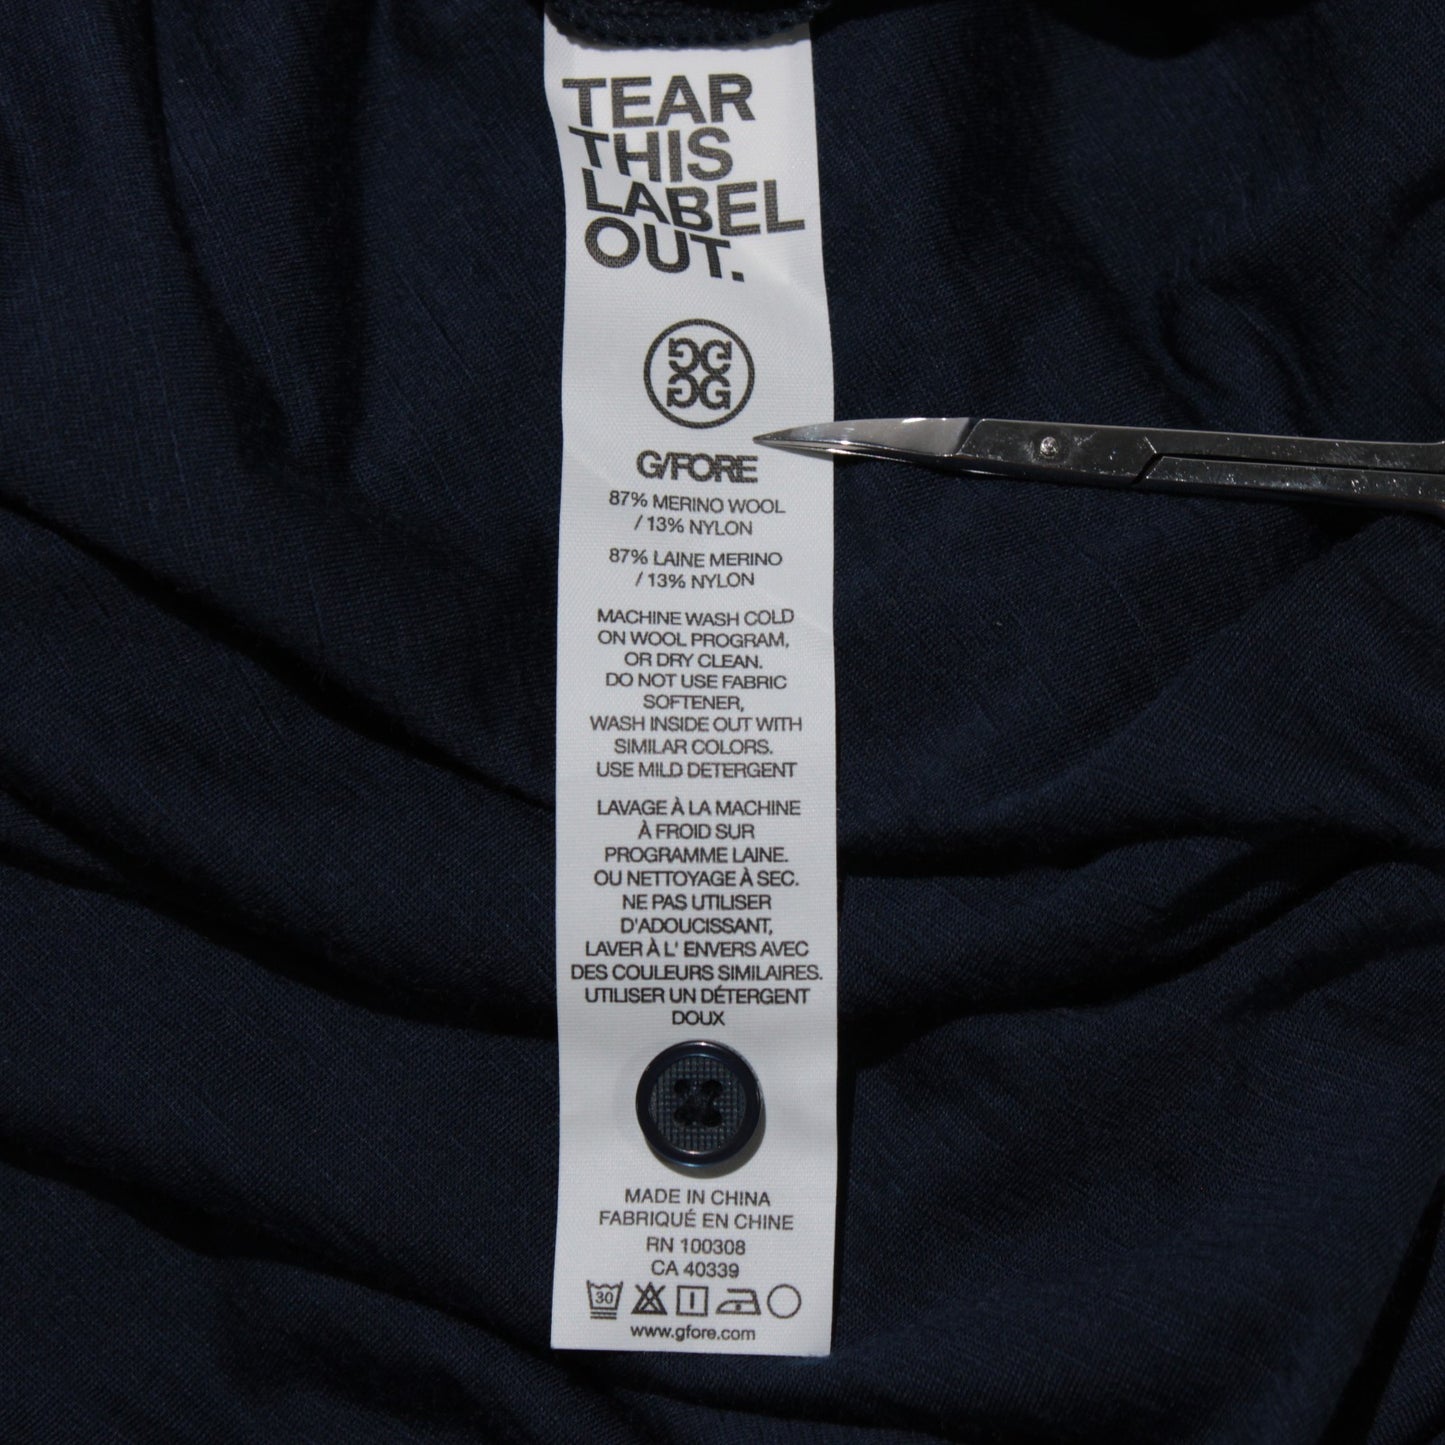 TEAR
THIS
LABEL
OUT.
G/FORE
87% MERINO WOOL
/ 13% NYLON
87% LAINE MERINO
/ 13% NYLON
MACHINE WASH COLD
ON WOOL PROGRAM,
OR DRY CLEAN.
DO NOT USE FABRIC
SOFTENER,
WASH INSIDE OUT WITH
SIMILAR COLORS.
USE MILD DETERGENT
LAVAGE À LA MACHINE
À FROID SUR
PROGRAMME LAINE.
OU NETTOYAGE À SEC.
NE PAS UTILISER
D'ADOUCISSANT,
LAVER À L' ENVERS AVEC
DES COULEURS SIMILAIRES.
UTILISER UN DÉTERGENT
DOUX
MADE IN CHINA
FABRIQUÉ EN CHINE
RN 100308
CA 40339
30
www.gfore.com